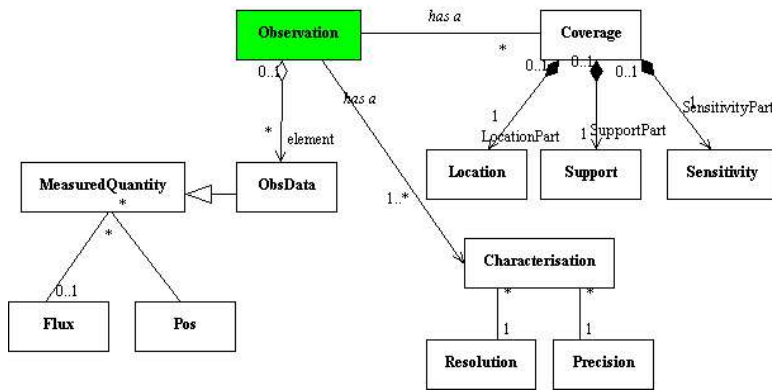 has a
Observation
Coverage
*
0..1
0..1
0..1
0..1
has a
1
1
SensitivityPart
*
element
LocationPart
1
SupportPart
MeasuredQuantity
ObsData
Location
Support
Sensitivity
*
*
1..*
Characterisation
0..1
*
*
Flux
Pos
1
1
Resolution
Precision